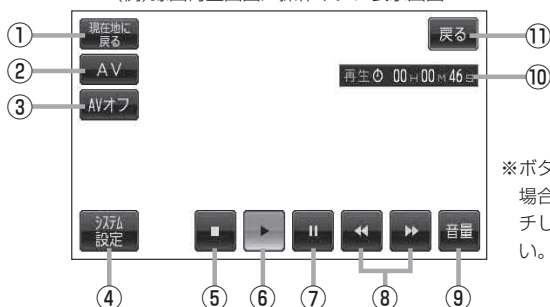 ①
現在地に
戻る
戻る
⑪
②
AV
再生 00H00M46S
⑩
③
AVオフ
※ボタ
場合
チし
い。
システム
設定
音量
④
⑤
⑥
⑦
⑧
⑨